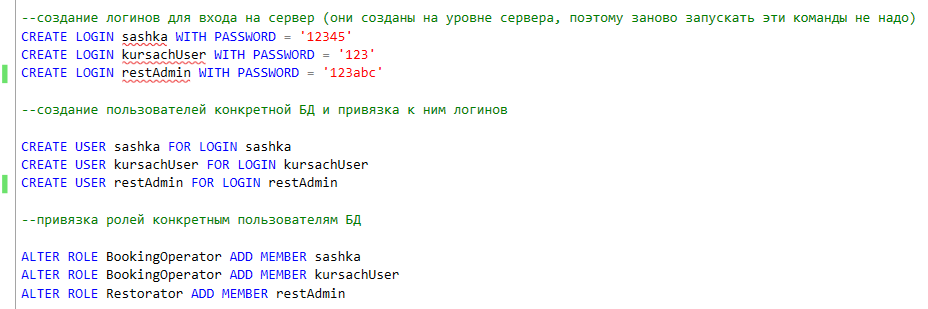 --создание логинов для входа на сервер (они созданы на уровне сервера, поэтому заново запускать эти команды не надо)
CREATE LOGIN sashka WITH PASSWORD = '12345'
CREATE LOGIN kursachUser WITH PASSWORD = '123'
CREATE LOGIN restAdmin WITH PASSWORD = '123abc'
--создание пользователей конкретной БД и привязка к ним логинов
CREATE USER sashka FOR LOGIN sashka
CREATE USER kursachUser FOR LOGIN kursachUser
CREATE USER restAdmin FOR LOGIN restAdmin
--привязка ролей конкретным пользователям БД
ALTER ROLE BookingOperator ADD MEMBER sashka
ALTER ROLE BookingOperator ADD MEMBER kursachUser
ALTER ROLE Restorator ADD MEMBER restAdmin